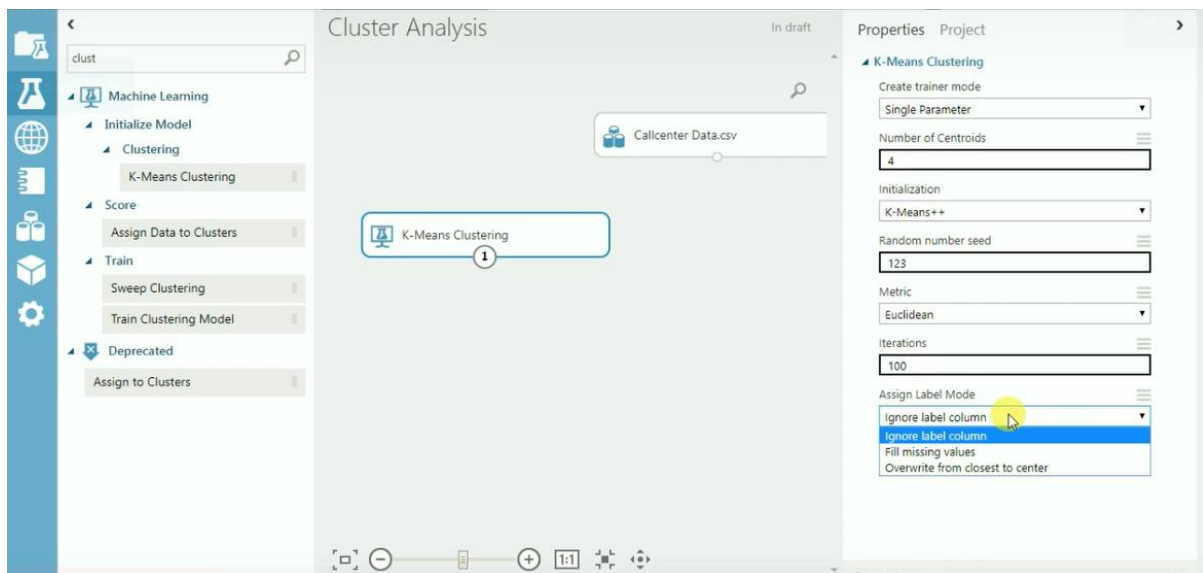 clust
Machine Learning
Initialize Model
Clustering
K-Means Clustering
Score
Assign Data to Clusters
Train
Sweep Clustering
Train Clustering Model
Deprecated
Assign to Clusters
Cluster Analysis
In draft
Callcenter Data.csv
K-Means Clustering
1
1:1
Properties Project
K-Means Clustering
Create trainer mode
Single Parameter
Number of Centroids
4
Initialization
K-Means++
Random number seed
123
Metric
Euclidean
Iterations
100
Assign Label Mode
Ignore label column
Ignore label column
Fill missing values
Overwrite from closest to center